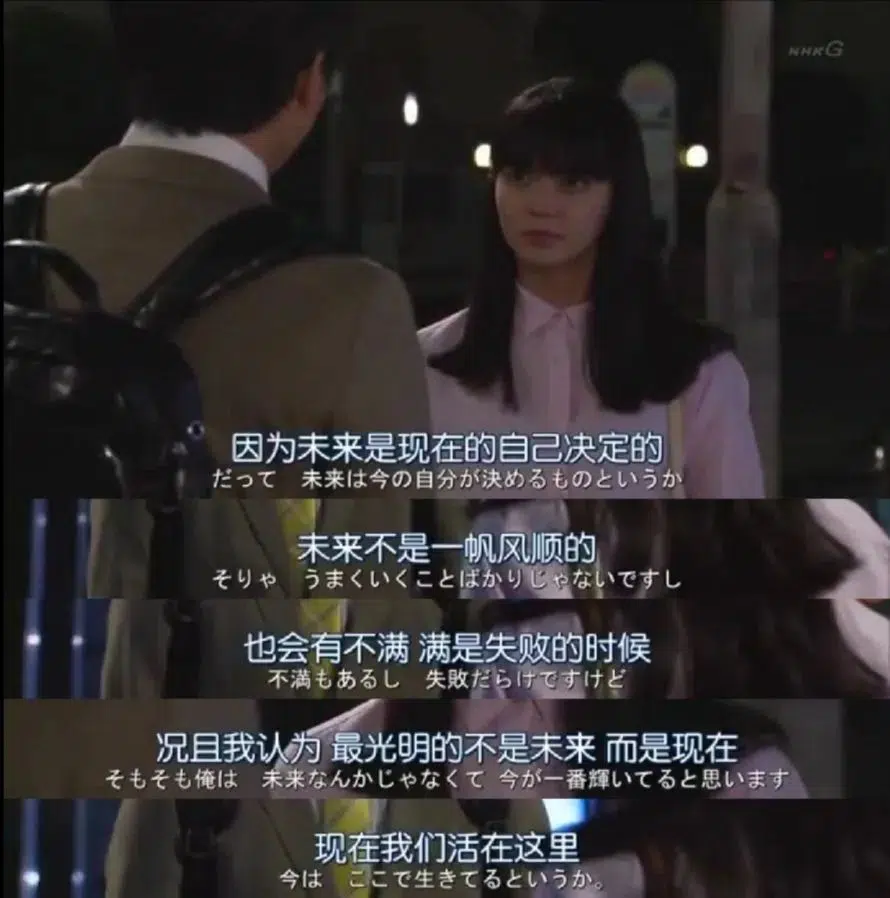 NHK G
因为未来是现在的自己决定的
だって 未来は今の自分が決めるものというか
未来不是一帆风顺的
そりゃ うまくいくことばかりじゃないですし
也会有不满 满是失败的时候
不満もあるし 失敗だらけですけど
况且我认为 最光明的不是未来 而是现在
そもそも俺は 未来なんかじゃなくて 今が一番輝いてると思います
现在我们活在这里
今は ここで生きてるというか。